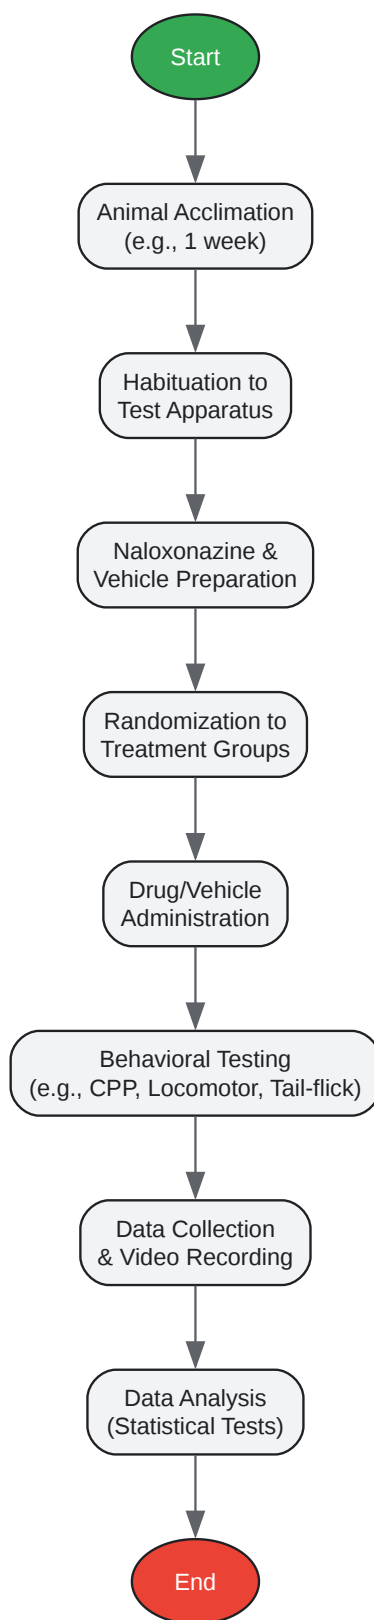 Start
Animal Acclimation
(e.g., 1 week)
Habituation to
Test Apparatus
Naloxonazine &
Vehicle Preparation
Randomization to
Treatment Groups
Drug/Vehicle
Administration
Behavioral Testing
(e.g., CPP, Locomotor, Tail-flick)
Data Collection
& Video Recording
Data Analysis
(Statistical Tests)
End